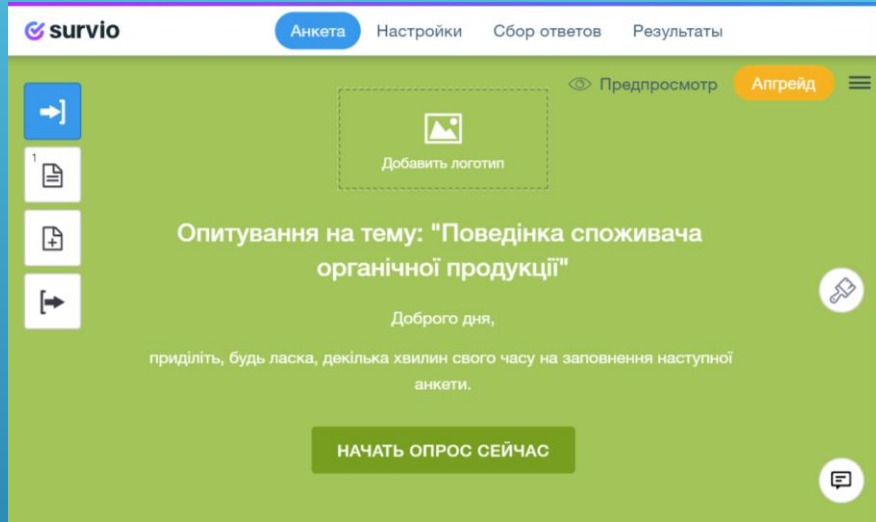 survio
Анкета Настройки Сбор ответов Результаты
Предпросмотр Апгрейд
Добавить логотип
1
Опитування на тему: "Поведінка споживача
органічної продукції"
Доброго дня,
приділіть, будь ласка, декілька хвилин свого часу на заповнення наступної
анкети.
НАЧАТЬ ОПРОС СЕЙЧАС